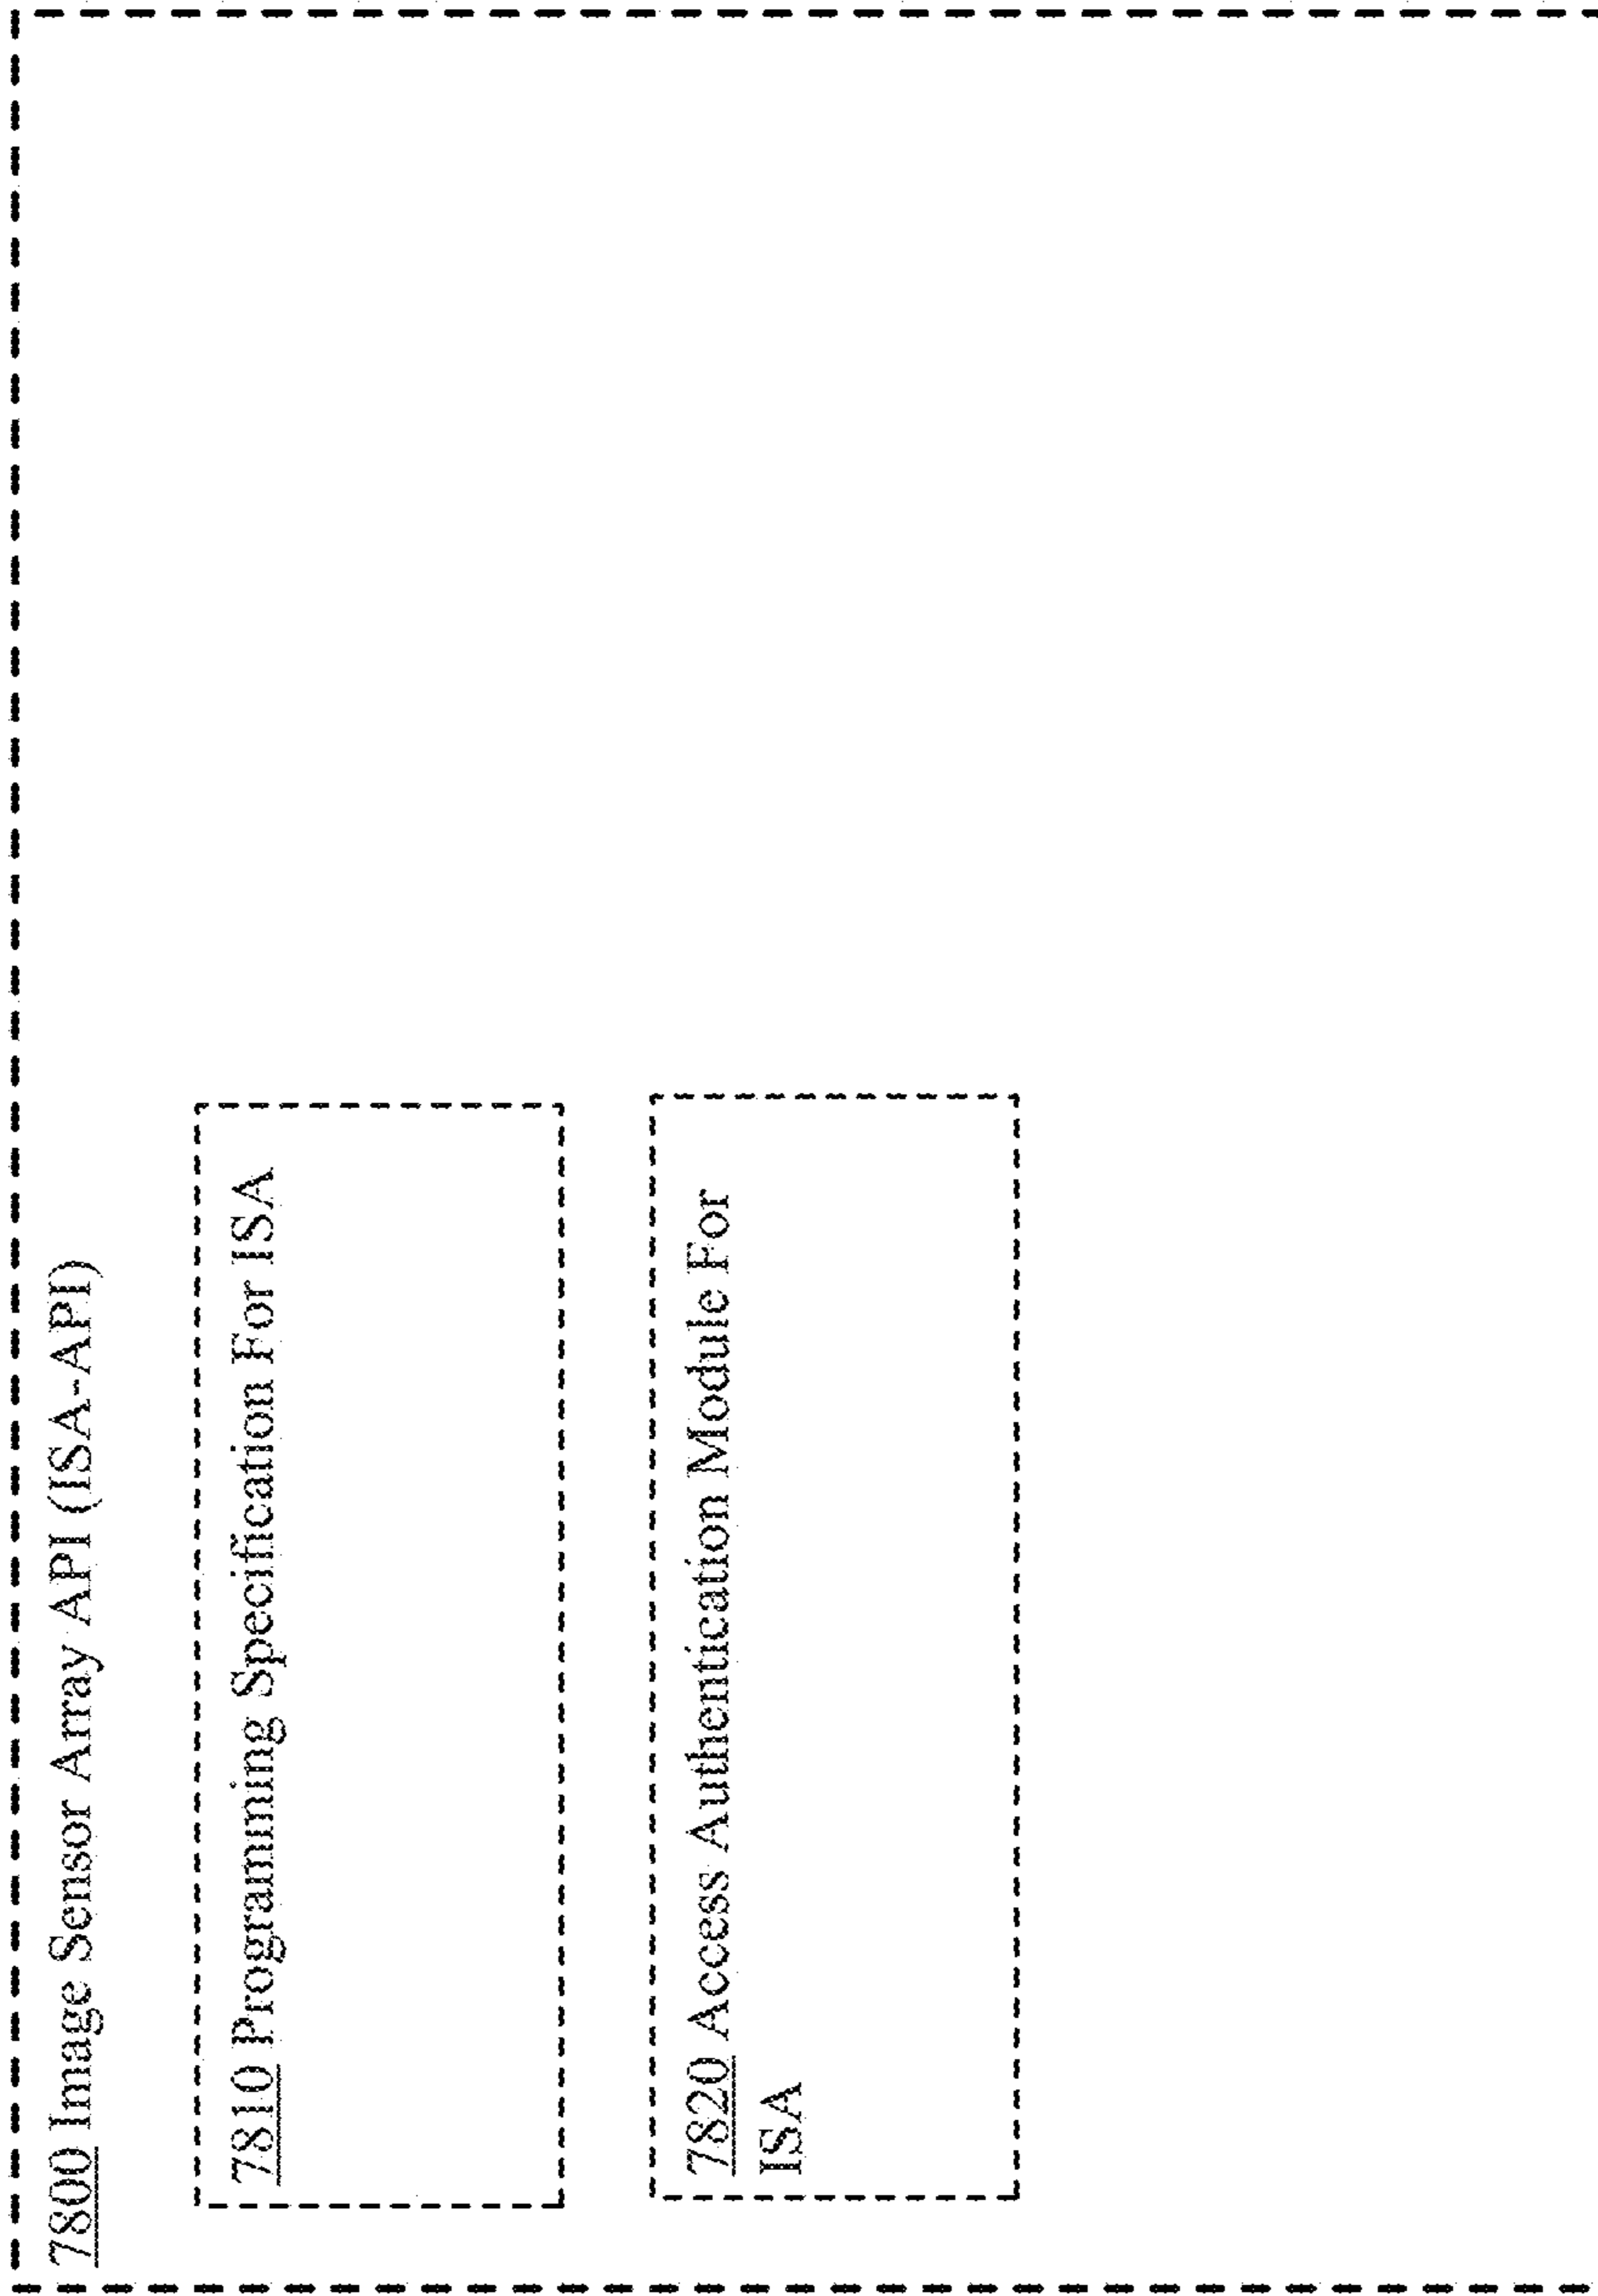 7800 Image Sensor Array API (ISA-API)
7810 Programming Specification For ISA
7820 Access Authentication Module For
ISA